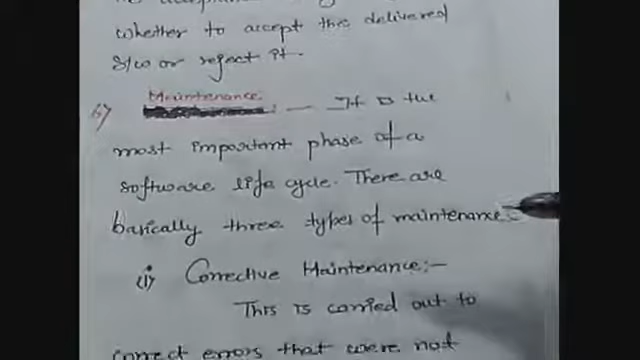 whether to accept the delivered
S/w or reject it.
6) Maintenance — It is the
most important phase of a
software life cycle. There are
basically three types of maintenance
(i) Corrective Maintenance:-
This is carried out to
correct errors that were not